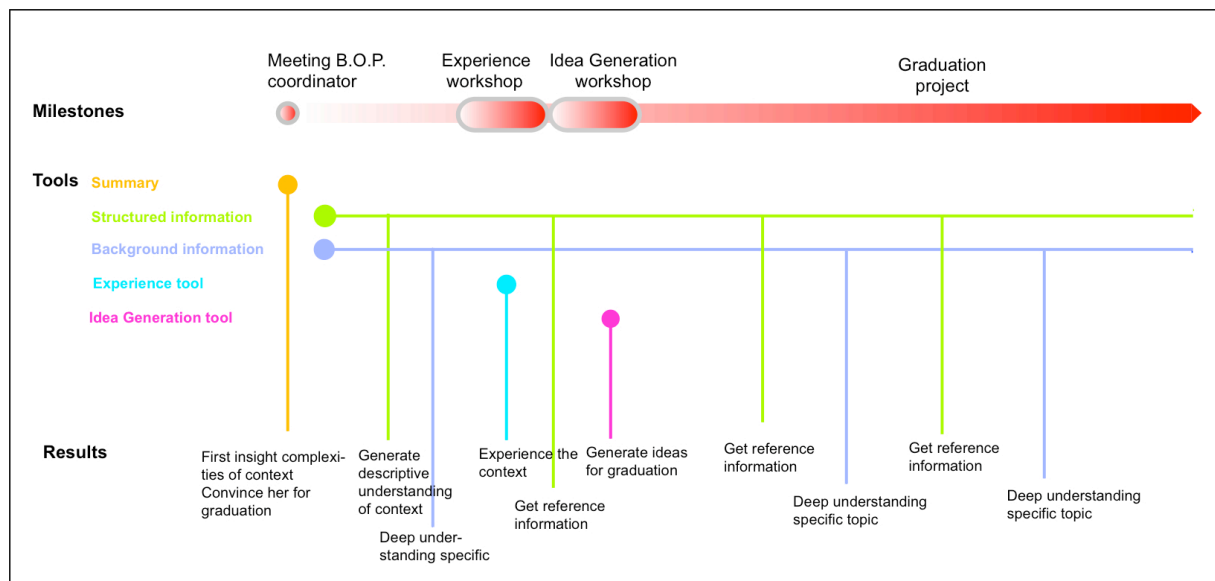 Meeting B.O.P.
coordinator
Experience
workshop
Idea Generation
workshop
Graduation
project
Milestones
Tools
Summary
Structured information
Background information
Experience tool
Idea Generation tool
Results
First insight complexi-
ties of context
Convince her for
graduation
Generate
descriptive
understanding
of context
Deep under-
standing specific
Experience the
context
Get reference
information
Generate ideas
for graduation
Get reference
information
Deep understanding
specific topic
Get reference
information
Deep understanding
specific topic